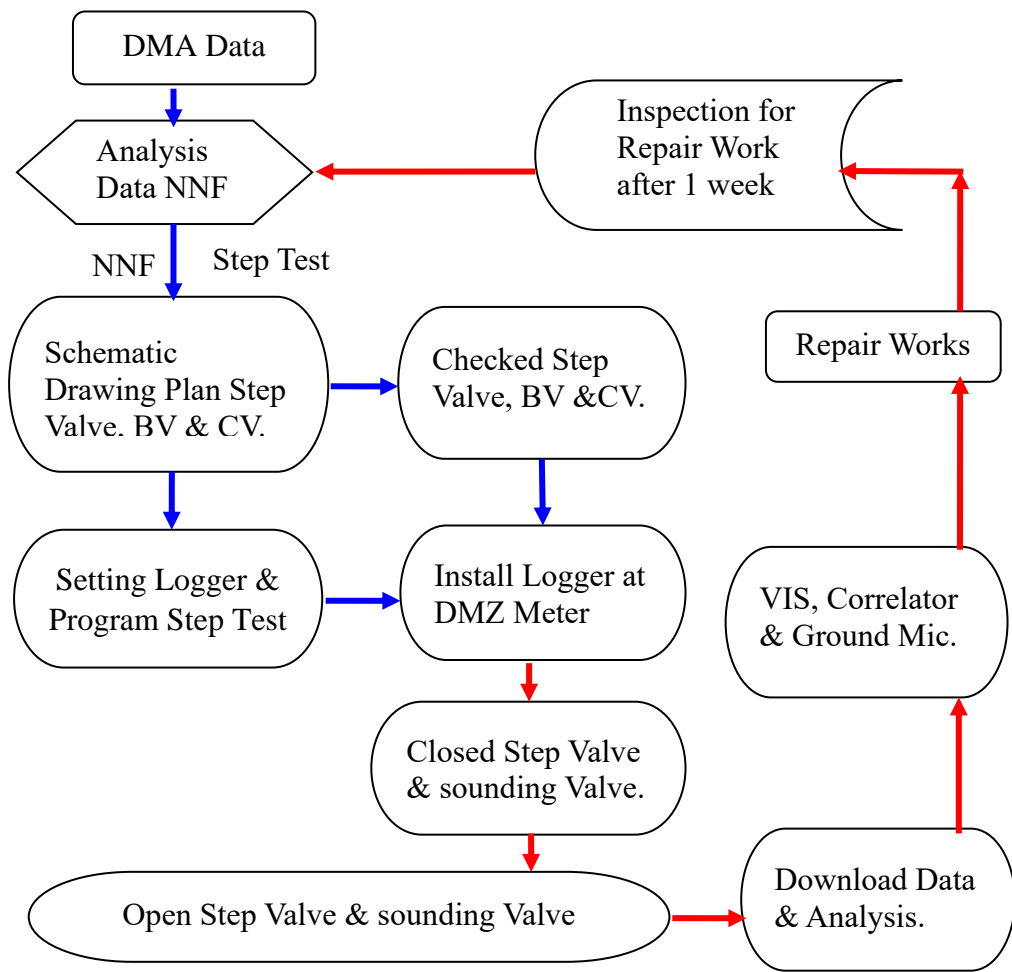 DMA Data
Analysis
Data NNF
Inspection for
Repair Work
after 1 week
NNF
Step Test
Schematic
Drawing Plan Step
Valve, BV & CV.
Checked Step
Valve, BV &CV.
Repair Works
Setting Logger &
Program Step Test
Install Logger at
DMZ Meter
VIS, Correlator
& Ground Mic.
Closed Step Valve
& sounding Valve.
Open Step Valve & sounding Valve
Download Data
& Analysis.